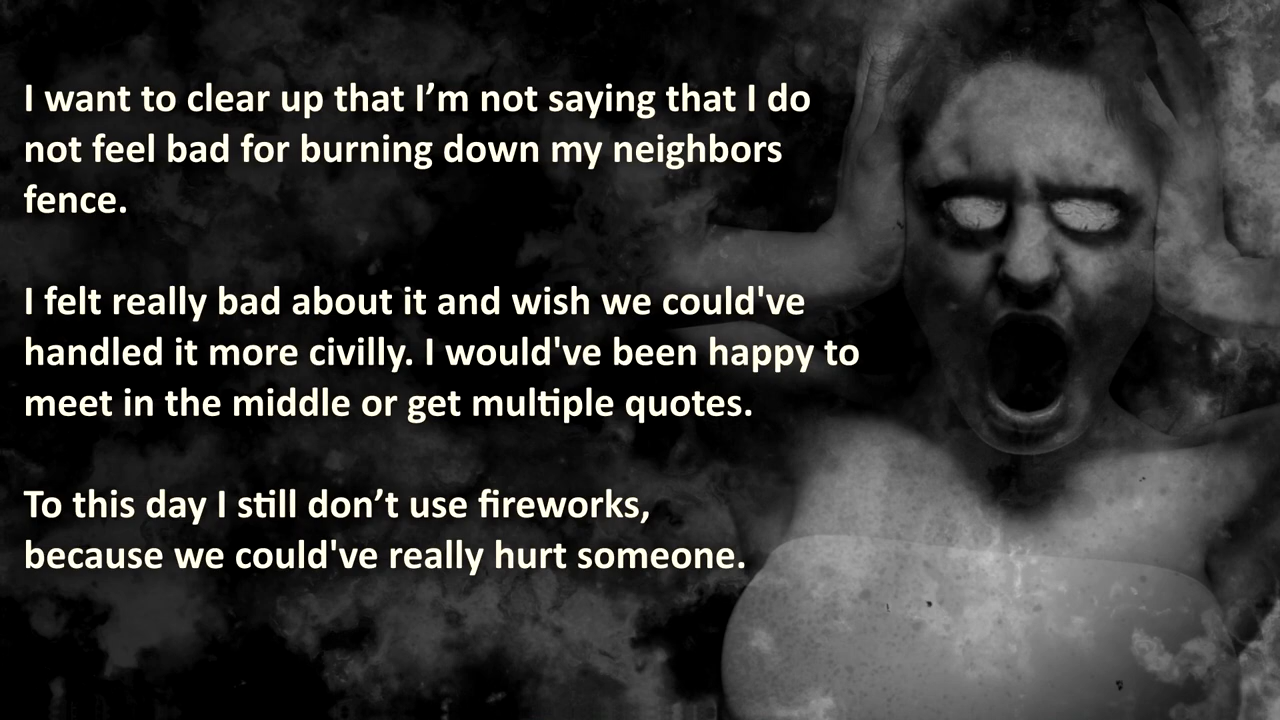 I want to clear up that I’m not saying that I do
not feel bad for burning down my neighbors
fence.
I felt really bad about it and wish we could've
handled it more civilly. I would've been happy to
meet in the middle or get multiple quotes.
To this day I still don’t use fireworks,
because we could've really hurt someone.